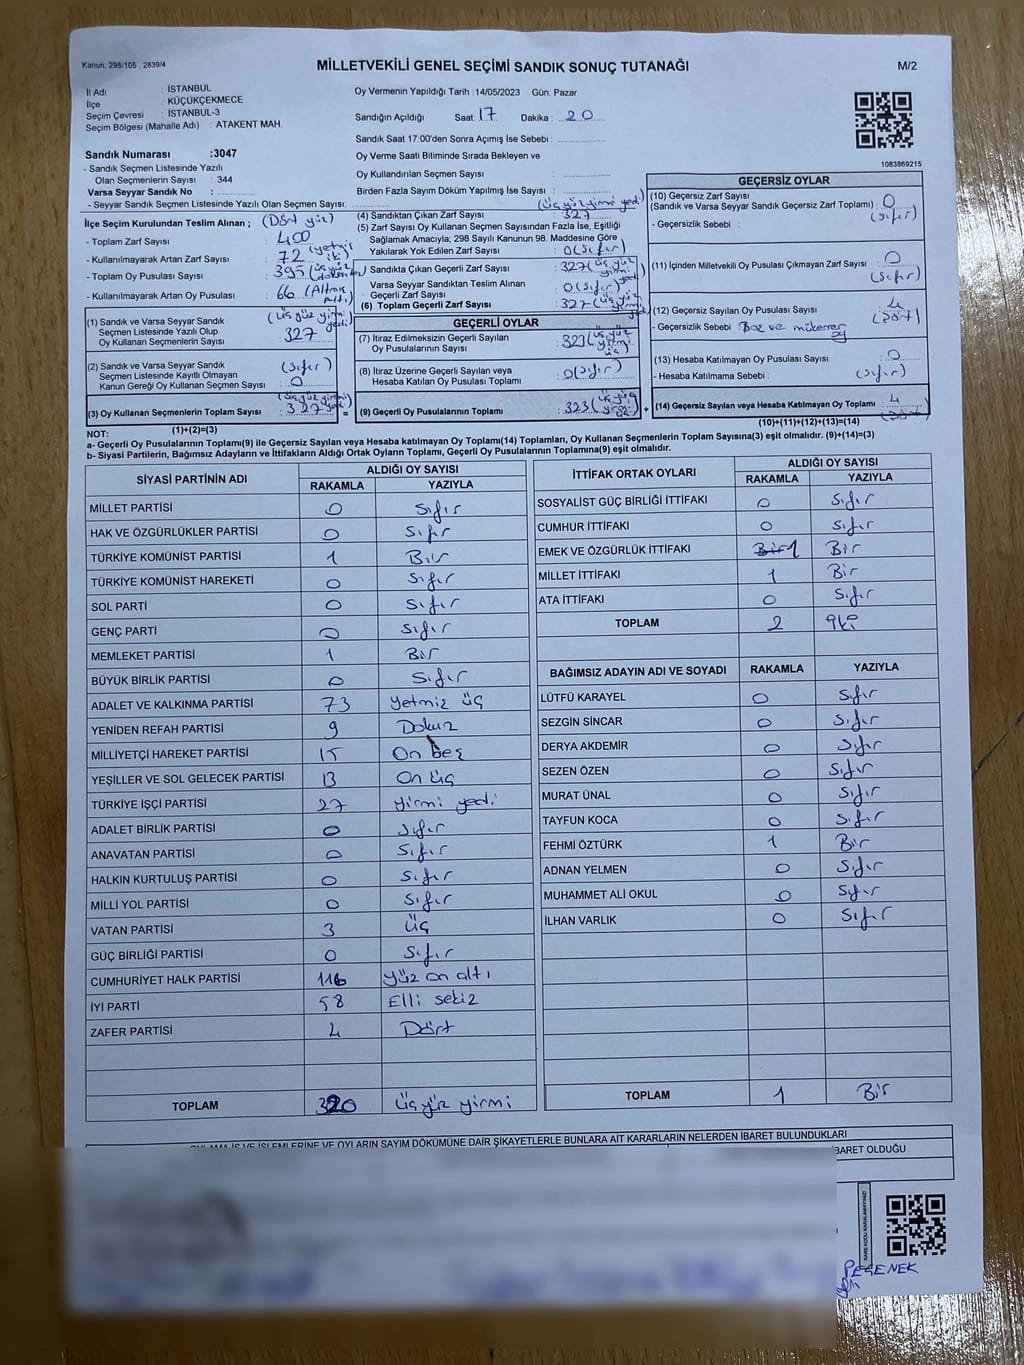 Kanun, 298/105 , 2839/4
MİLLETVEKİLİ GENEL SEÇİMİ SANDIK SONUÇ TUTANAĞI
M/2
İl Adı : İSTANBUL
İlçe : KÜÇÜKÇEKMECE
Seçim Çevresi : İSTANBUL-3
Seçim Bölgesi (Mahalle Adı) : ATAKENT MAH.
Sandık Numarası :3047
- Sandık Seçmen Listesinde Yazılı
Olan Seçmenlerin Sayısı : 344
Varsa Seyyar Sandık No :
- Seyyar Sandık Seçmen Listesinde Yazılı Olan Seçmen Sayısı:
Oy Vermenin Yapıldığı Tarih :14/05/2023 Gün: Pazar
Sandığın Açıldığı Saat: 17 Dakika : 20
Sandık Saat 17:00'den Sonra Açımış İse Sebebi :
Oy Verme Saati Bitiminde Sırada Bekleyen ve
Oy Kullandırılan Seçmen Sayısı :
Birden Fazla Sayım Döküm Yapılmış İse Sayısı :
1083869215
İlçe Seçim Kurulundan Teslim Alınan ; (Dört yüz)
- Toplam Zarf Sayısı : 400
- Kullanılmayarak Artan Zarf Sayısı : 72 (yetmiş iki)
- Toplam Oy Pusulası Sayısı : 395 (üç yüz
- Kullanılmayarak Artan Oy Pusulası : 66 (Altmış altı)
(1) Sandık ve Varsa Seyyar Sandık (üç yüz yirmi yedi)
Seçmen Listesinde Yazılı Olup
Oy Kullanan Seçmenlerin Sayısı : 327
(2) Sandık ve Varsa Seyyar Sandık (sıfır)
Seçmen Listesinde Kayıtlı Olmayan
Kanun Gereği Oy Kullanan Seçmen Sayısı : 0
(3) Oy Kullanan Seçmenlerin Toplam Sayısı : 327 (üç yüz yirmi yedi) =
(1)+(2)=(3)
(üç yüz yirmi yedi)
(4) Sandıktan Çıkan Zarf Sayısı : 327
(5) Zarf Sayısı Oy Kullanan Seçmen Sayısından Fazla İse, Eşitliği
Sağlamak Amacıyla; 298 Sayılı Kanunun 98. Maddesine Göre
Yakılarak Yok Edilen Zarf Sayısı : 0 (sıfır)
Sandıkta Çıkan Geçerli Zarf Sayısı : 327 (üç yüz yirmi yedi)
Varsa Seyyar Sandıktan Teslim Alınan
Geçerli Zarf Sayısı : 0 (sıfır)
(6) Toplam Geçerli Zarf Sayısı : 327 (üç yüz yirmi yedi)
GEÇERLİ OYLAR
(7) İtiraz Edilmeksizin Geçerli Sayılan
Oy Pusulalarının Sayısı : 323 (üç yüz yirmi üç)
(8) İtiraz Üzerine Geçerli Sayılan veya
Hesaba Katılan Oy Pusulası Toplamı : 0 (sıfır)
(9) Geçerli Oy Pusulalarının Toplamı : 323 (üç yüz yirmi üç) +
GEÇERSİZ OYLAR
(10) Geçersiz Zarf Sayısı
(Sandık ve Varsa Seyyar Sandık Geçersiz Zarf Toplamı) : 0
- Geçersizlik Sebebi : (sıfır)
(11) İçinden Milletvekili Oy Pusulası Çıkmayan Zarf Sayısı : 0
(sıfır)
(12) Geçersiz Sayılan Oy Pusulası Sayısı : 4
- Geçersizlik Sebebi Boş ve mükerrer oy (Dört)
(13) Hesaba Katılmayan Oy Pusulası Sayısı : 0
- Hesaba Katılmama Sebebi : (sıfır)
(14) Geçersiz Sayılan veya Hesaba Katılmayan Oy Toplamı : 4
(Dört)
(10)+(11)+(12)+(13)=(14)
NOT:
a- Geçerli Oy Pusulalarının Toplamı(9) ile Geçersiz Sayılan veya Hesaba katılmayan Oy Toplamı(14) Toplamları, Oy Kullanan Seçmenlerin Toplam Sayısına(3) eşit olmalıdır. (9)+(14)=(3)
b- Siyasi Partilerin, Bağımsız Adayların ve İttifakların Aldığı Ortak Oyların Toplamı, Geçerli Oy Pusulalarının Toplamına(9) eşit olmalıdır.
SİYASİ PARTİNİN ADI
ALDIĞI OY SAYISI
RAKAMLA YAZIYLA
MİLLET PARTİSİ 0 Sıfır
HAK VE ÖZGÜRLÜKLER PARTİSİ 0 Sıfır
TÜRKİYE KOMÜNİST PARTİSİ 1 Bir
TÜRKİYE KOMÜNİST HAREKETİ 0 Sıfır
SOL PARTİ 0 Sıfır
GENÇ PARTİ 0 Sıfır
MEMLEKET PARTİSİ 1 Bir
BÜYÜK BİRLİK PARTİSİ 0 Sıfır
ADALET VE KALKINMA PARTİSİ 73 yetmiş üç
YENİDEN REFAH PARTİSİ 9 Dokuz
MİLLİYETÇİ HAREKET PARTİSİ 15 On beş
YEŞİLLER VE SOL GELECEK PARTİSİ 13 On üç
TÜRKİYE İŞÇİ PARTİSİ 27 yirmi yedi
ADALET BİRLİK PARTİSİ 0 Sıfır
ANAVATAN PARTİSİ 0 Sıfır
HALKIN KURTULUŞ PARTİSİ 0 Sıfır
MİLLİ YOL PARTİSİ 0 Sıfır
VATAN PARTİSİ 3 üç
GÜÇ BİRLİĞİ PARTİSİ 0 Sıfır
CUMHURİYET HALK PARTİSİ 116 yüz on altı
İYİ PARTİ 58 Elli sekiz
ZAFER PARTİSİ 4 Dört
TOPLAM 320 üç yüz yirmi
İTTİFAK ORTAK OYLARI
ALDIĞI OY SAYISI
RAKAMLA YAZIYLA
SOSYALİST GÜÇ BİRLİĞİ İTTİFAKI 0 Sıfır
CUMHUR İTTİFAKI 0 Sıfır
EMEK VE ÖZGÜRLÜK İTTİFAKI Bir 1 Bir
MİLLET İTTİFAKI 1 Bir
ATA İTTİFAKI 0 Sıfır
TOPLAM 2 iki
BAĞIMSIZ ADAYIN ADI VE SOYADI RAKAMLA YAZIYLA
LÜTFÜ KARAYEL 0 Sıfır
SEZGİN SİNCAR 0 Sıfır
DERYA AKDEMİR 0 Sıfır
SEZEN ÖZEN 0 Sıfır
MURAT ÜNAL 0 Sıfır
TAYFUN KOCA 0 Sıfır
FEHMİ ÖZTÜRK 1 Bir
ADNAN YELMEN 0 Sıfır
MUHAMMET ALİ OKUL 0 Sıfır
İLHAN VARLIK 0 Sıfır
TOPLAM 1 Bir
OYLAMA İŞ VE İŞLEMLERİNE VE OYLARIN SAYIM DÖKÜMÜNE DAİR ŞİKAYETLERLE BUNLARA AİT KARARLARIN NELERDEN İBARET BULUNDUKLARI
BARET OLDUĞU
KARE KODU KARALAMAYINIZ!
PEÇENEK